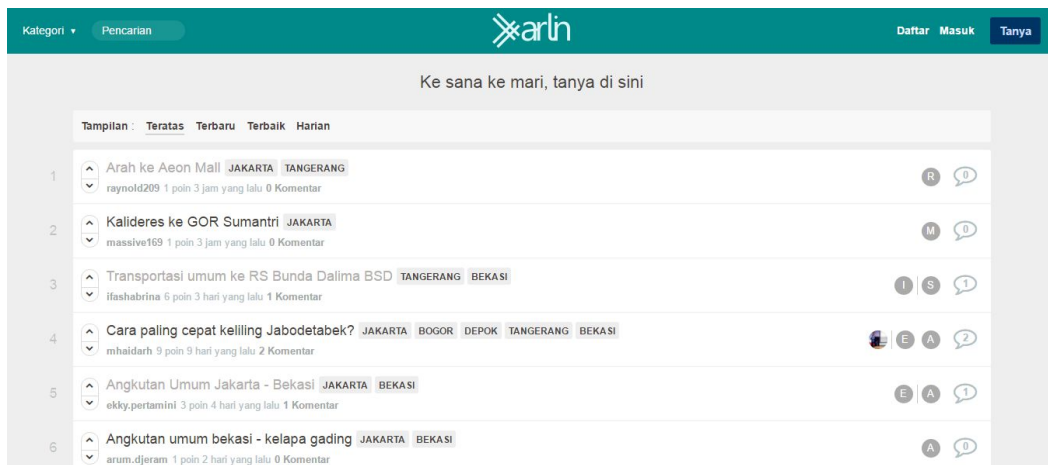 Kategori Pencarian arlin Daftar Masuk Tanya
Ke sana ke mari, tanya di sini
Tampilan : Teratas Terbaru Terbaik Harian
1 Arah ke Aeon Mall JAKARTA TANGERANG R 0
raynold209 1 poin 3 jam yang lalu 0 Komentar
2 Kalideres ke GOR Sumantri JAKARTA M 0
massive169 1 poin 3 jam yang lalu 0 Komentar
3 Transportasi umum ke RS Bunda Dalima BSD TANGERANG BEKASI I S 1
ifashabrina 6 poin 3 hari yang lalu 1 Komentar
4 Cara paling cepat keliling Jabodetabek? JAKARTA BOGOR DEPOK TANGERANG BEKASI E A 2
mhaidarh 9 poin 9 hari yang lalu 2 Komentar
5 Angkutan Umum Jakarta - Bekasi JAKARTA BEKASI E A 1
ekky.pertamini 3 poin 4 hari yang lalu 1 Komentar
6 Angkutan umum bekasi - kelapa gading JAKARTA BEKASI A 0
arum.djeram 1 poin 2 hari yang lalu 0 Komentar